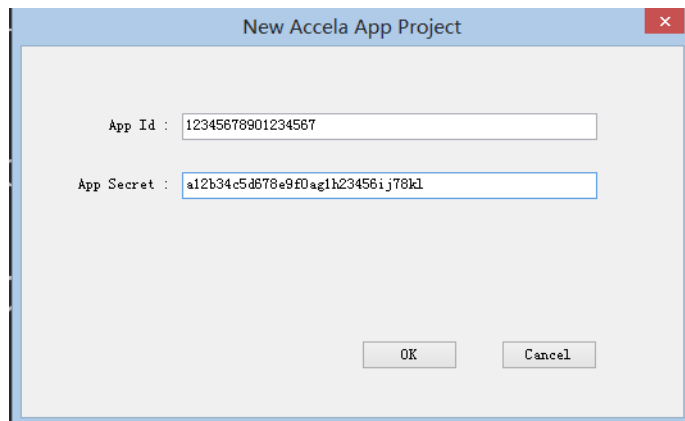 New Accela App Project
App Id : 12345678901234567
App Secret : a12b34c5d678e9f0ag1h23456ij78kl
OK Cancel